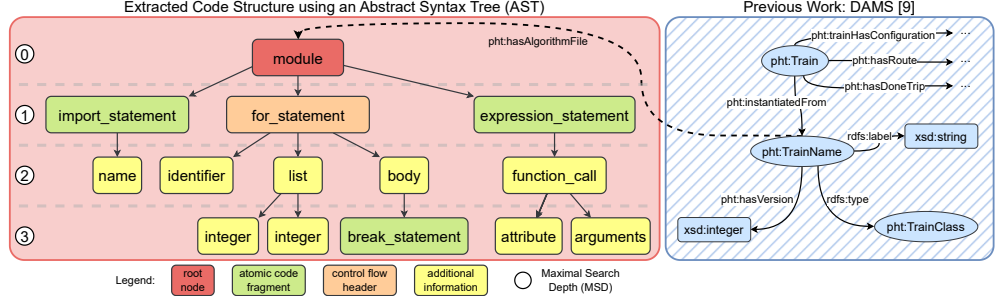 Extracted Code Structure using an Abstract Syntax Tree (AST)
Previous Work: DAMS [9]
0
module
pht:hasAlgorithmFile
pht:Train
pht:trainHasConfiguration
...
pht:hasRoute
...
pht:hasDoneTrip
...
pht:instantiatedFrom
1
import_statement
for_statement
expression_statement
pht:TrainName
rdfs:label
xsd:string
2
name
identifier
list
body
function_call
pht:hasVersion
rdfs:type
3
integer
integer
break_statement
attribute
arguments
xsd:integer
pht:TrainClass
Legend:
root
node
atomic code
fragment
control flow
header
additional
information
Maximal Search
Depth (MSD)